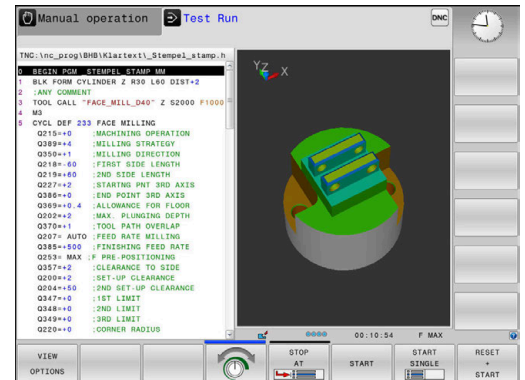 Manual operation
Test Run
DNC
TNC:\nc_prog\BHB\Klartext\_Stempel_stamp.h
0 BEGIN PGM _STEMPEL_STAMP MM
1 BLK FORM CYLINDER Z R30 L60 DIST+2
2 ;ANY COMMENT
3 TOOL CALL "FACE_MILL_D40" Z S2000 F1000
4 M3
5 CYCL DEF 233 FACE MILLING
Q215=+0 ;MACHINING OPERATION
Q389=+4 ;MILLING STRATEGY
Q350=+1 ;MILLING DIRECTION
Q218=-60 ;FIRST SIDE LENGTH
Q219=+60 ;2ND SIDE LENGTH
Q227=+2 ;STARTNG PNT 3RD AXIS
Q386=+0 ;END POINT 3RD AXIS
Q369=+0.4 ;ALLOWANCE FOR FLOOR
Q202=+2 ;MAX. PLUNGING DEPTH
Q370=+1 ;TOOL PATH OVERLAP
Q207= AUTO ;FEED RATE MILLING
Q385=+500 ;FINISHING FEED RATE
Q253= MAX ;F PRE-POSITIONING
Q357=+2 ;CLEARANCE TO SIDE
Q200=+2 ;SET-UP CLEARANCE
Q204=+50 ;2ND SET-UP CLEARANCE
Q347=+0 ;1ST LIMIT
Q348=+0 ;2ND LIMIT
Q349=+0 ;3RD LIMIT
Q220=+0 ;CORNER RADIUS
Y Z X
00:10:54 F MAX
VIEW
OPTIONS
STOP
AT
START
START
SINGLE
RESET
+
START